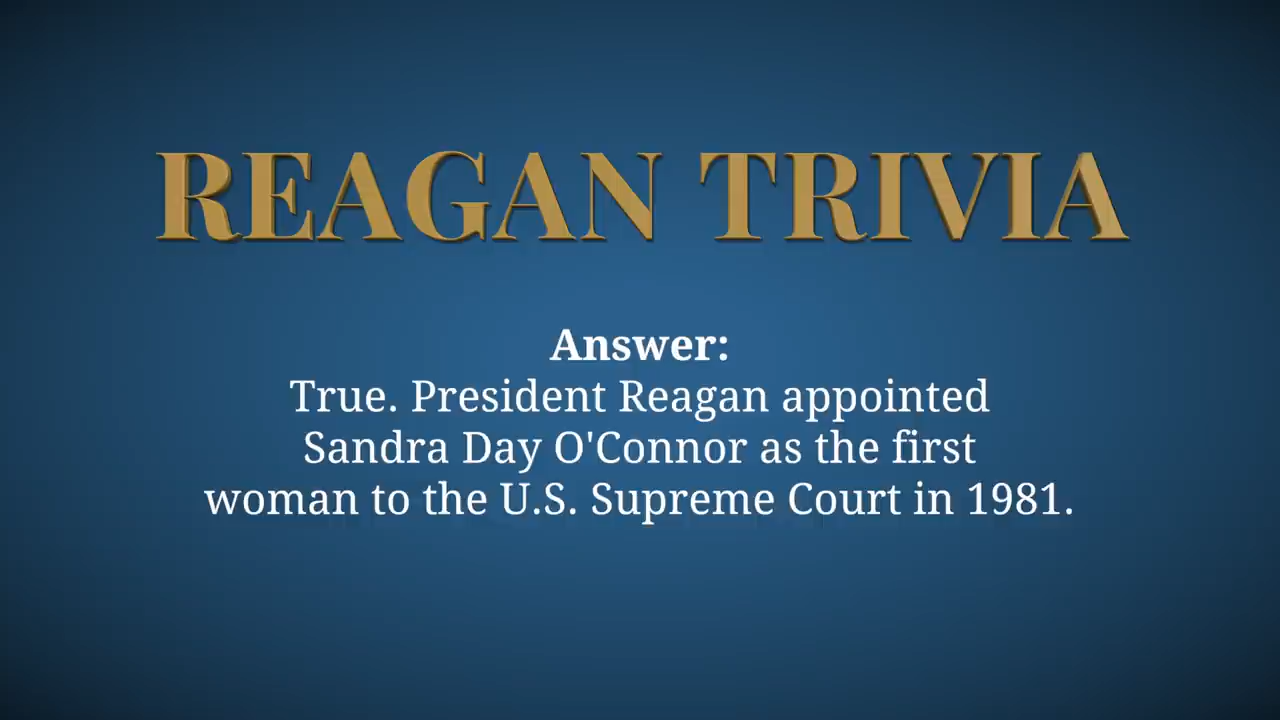 REAGAN TRIVIA
Answer:
True. President Reagan appointed
Sandra Day O'Connor as the first
woman to the U.S. Supreme Court in 1981.